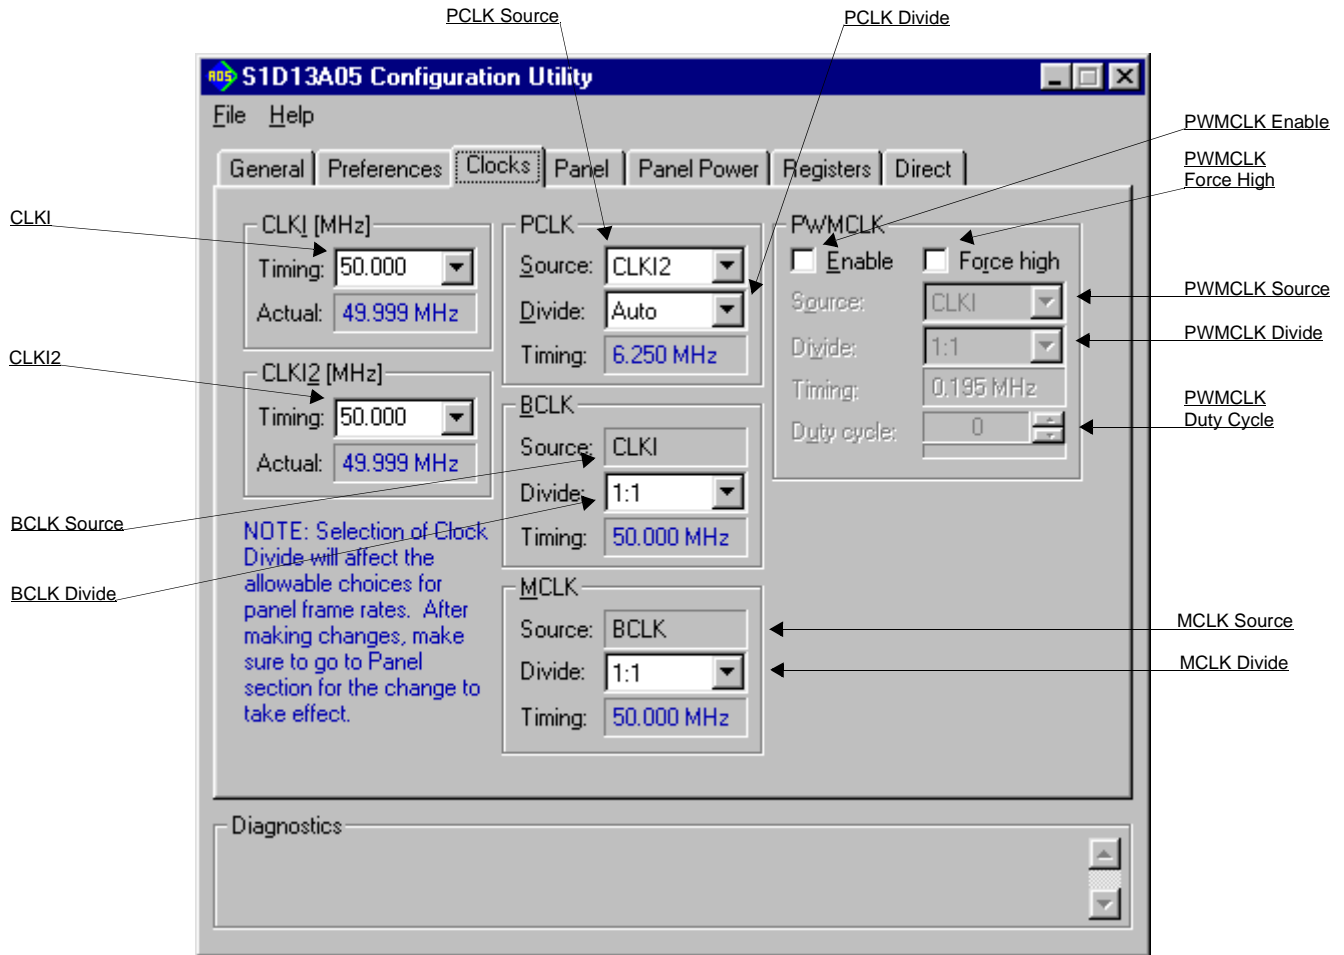 PCLK Source
PCLK Divide
S1D13A05 Configuration Utility
File Help
PWMCLK Enable
PWMCLK
Force High
General Preferences Clocks Panel Panel Power Registers Direct
CLKI
CLKI [MHz]
Timing: 50.000
Actual: 49.999 MHz
CLKI2
CLKI2 [MHz]
Timing: 50.000
Actual: 49.999 MHz
NOTE: Selection of Clock
Divide will affect the
allowable choices for
panel frame rates. After
making changes, make
sure to go to Panel
section for the change to
take effect.
PCLK
Source: CLKI2
Divide: Auto
Timing: 6.250 MHz
BCLK
Source: CLKI
Divide: 1:1
Timing: 50.000 MHz
BCLK Source
BCLK Divide
MCLK
Source: BCLK
Divide: 1:1
Timing: 50.000 MHz
PWMCLK
Enable Force high
Source: CLKI
Divide: 1:1
Timing: 0.195 MHz
Duty cycle: 0
PWMCLK Source
PWMCLK Divide
PWMCLK
Duty Cycle
MCLK Source
MCLK Divide
Diagnostics